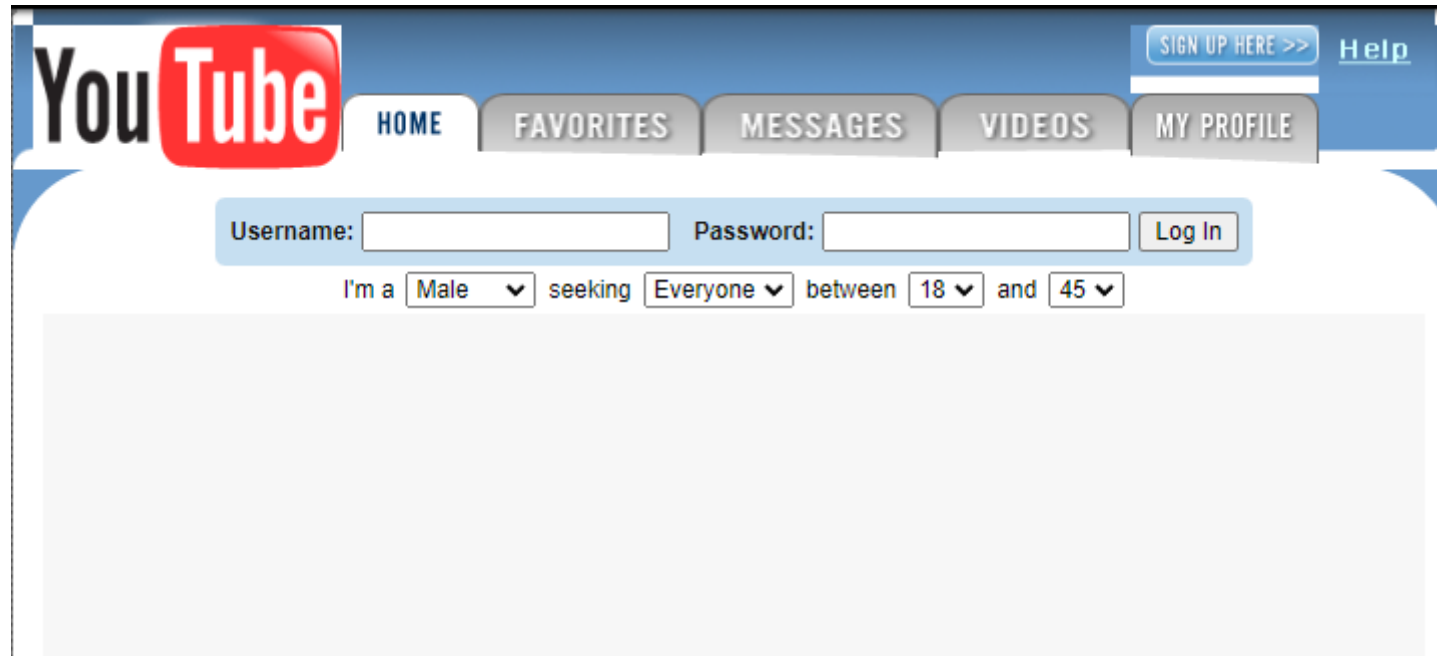 YouTube
SIGN UP HERE >> Help
HOME FAVORITES MESSAGES VIDEOS MY PROFILE
Username: Password: Log In
I'm a Male seeking Everyone between 18 and 45